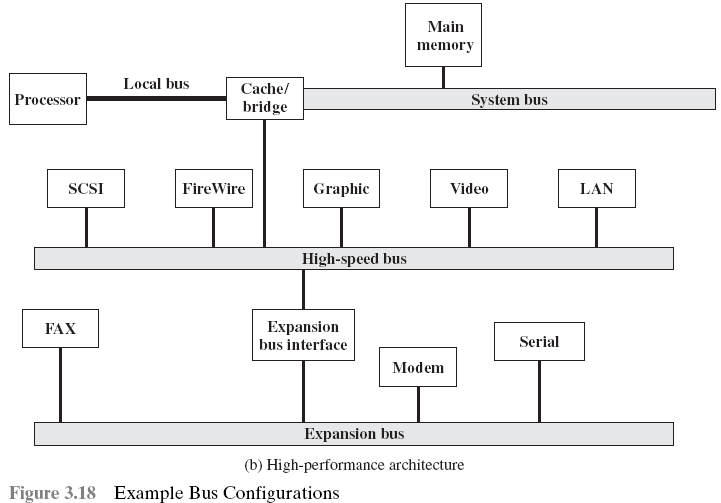 Main
memory
Local bus
Processor
Cache/
bridge
System bus
SCSI
FireWire
Graphic
Video
LAN
High-speed bus
FAX
Expansion
bus interface
Modem
Serial
Expansion bus
(b) High-performance architecture
Figure 3.18 Example Bus Configurations